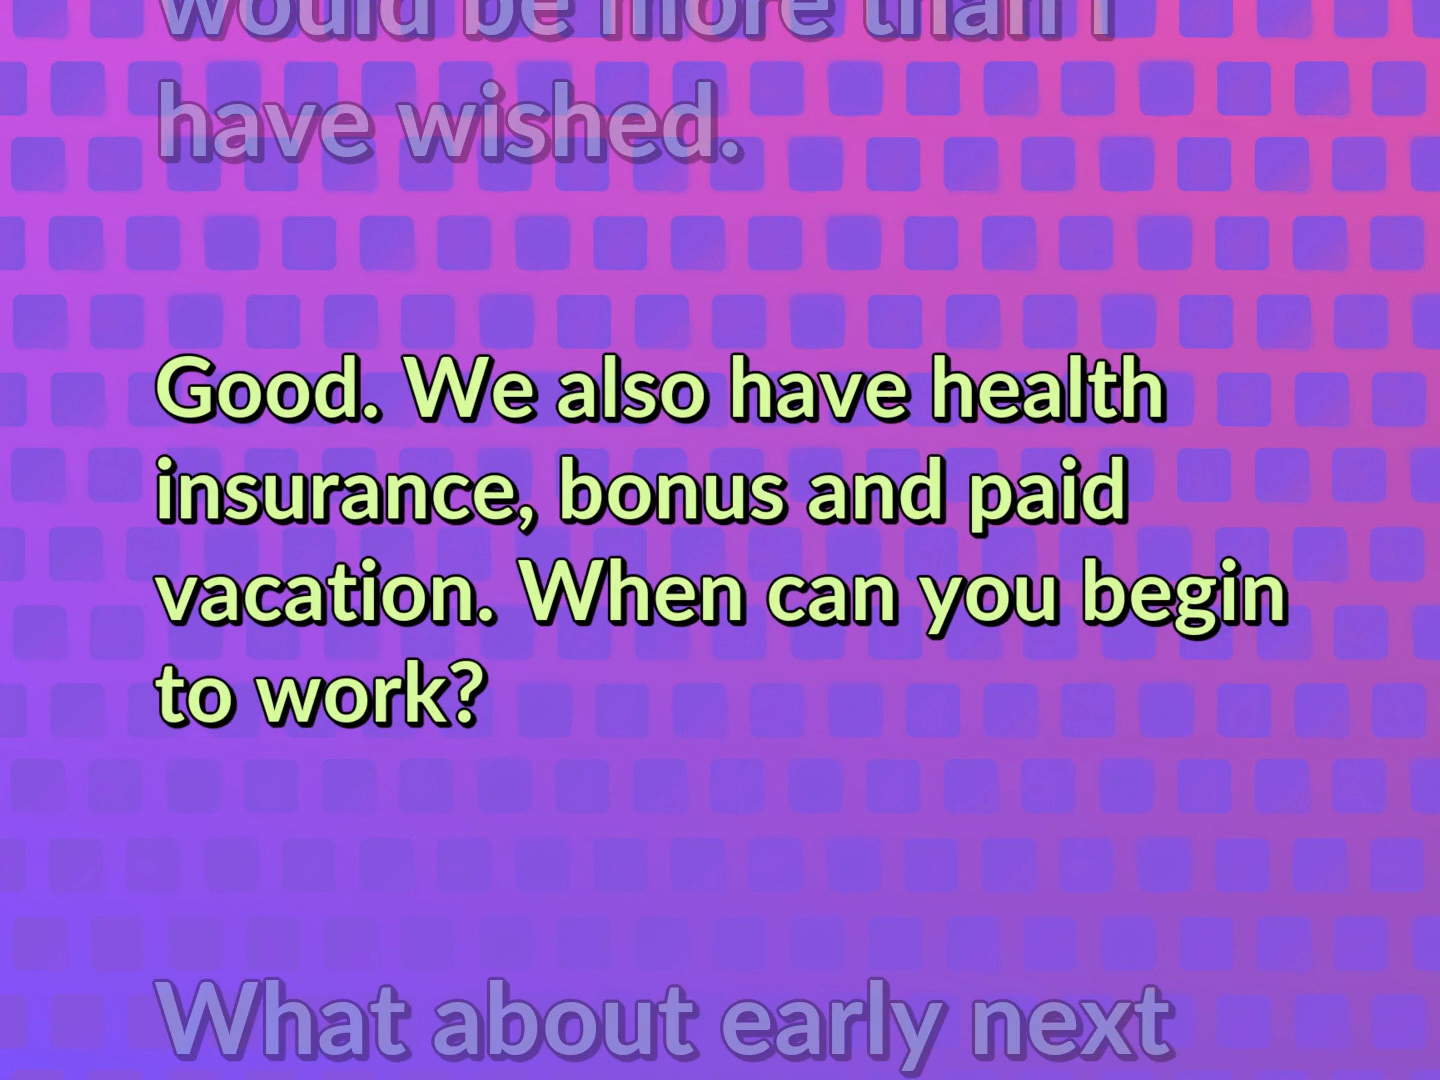 would be more than I
have wished.
Good. We also have health
insurance, bonus and paid
vacation. When can you begin
to work?
What about early next